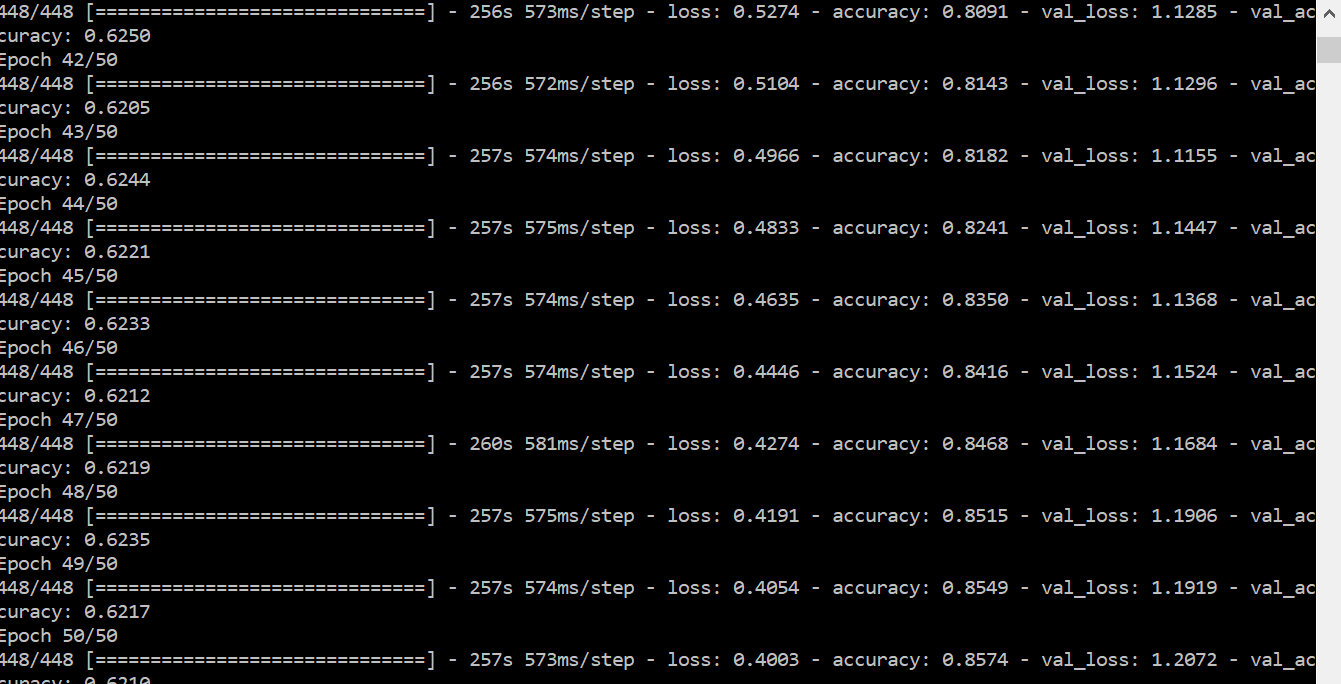 448/448 [==============================] - 256s 573ms/step - loss: 0.5274 - accuracy: 0.8091 - val_loss: 1.1285 - val_ac
curacy: 0.6250
Epoch 42/50
448/448 [==============================] - 256s 572ms/step - loss: 0.5104 - accuracy: 0.8143 - val_loss: 1.1296 - val_ac
curacy: 0.6205
Epoch 43/50
448/448 [==============================] - 257s 574ms/step - loss: 0.4966 - accuracy: 0.8182 - val_loss: 1.1155 - val_ac
curacy: 0.6244
Epoch 44/50
448/448 [==============================] - 257s 575ms/step - loss: 0.4833 - accuracy: 0.8241 - val_loss: 1.1447 - val_ac
curacy: 0.6221
Epoch 45/50
448/448 [==============================] - 257s 574ms/step - loss: 0.4635 - accuracy: 0.8350 - val_loss: 1.1368 - val_ac
curacy: 0.6233
Epoch 46/50
448/448 [==============================] - 257s 574ms/step - loss: 0.4446 - accuracy: 0.8416 - val_loss: 1.1524 - val_ac
curacy: 0.6212
Epoch 47/50
448/448 [==============================] - 260s 581ms/step - loss: 0.4274 - accuracy: 0.8468 - val_loss: 1.1684 - val_ac
curacy: 0.6219
Epoch 48/50
448/448 [==============================] - 257s 575ms/step - loss: 0.4191 - accuracy: 0.8515 - val_loss: 1.1906 - val_ac
curacy: 0.6235
Epoch 49/50
448/448 [==============================] - 257s 574ms/step - loss: 0.4054 - accuracy: 0.8549 - val_loss: 1.1919 - val_ac
curacy: 0.6217
Epoch 50/50
448/448 [==============================] - 257s 573ms/step - loss: 0.4003 - accuracy: 0.8574 - val_loss: 1.2072 - val_ac
curacy: 0.6210